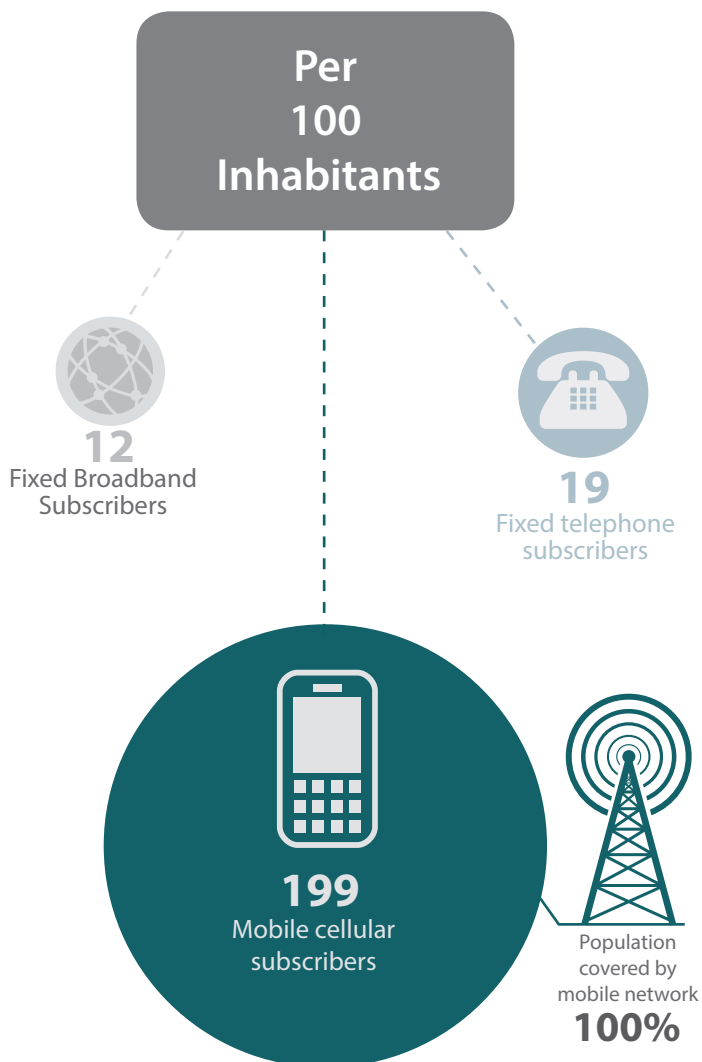 Per
100
Inhabitants
12
Fixed Broadband
Subscribers
19
Fixed telephone
subscribers
199
Mobile cellular
subscribers
Population
covered by
mobile network
100%